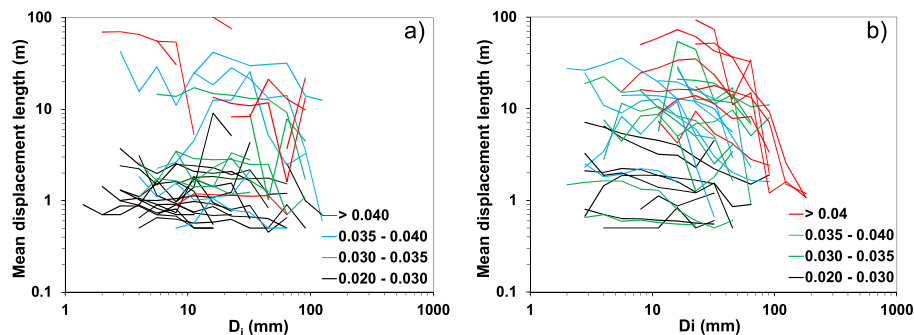 Mean displacement length (m)
100
10
1
0.1
a)
> 0.040
0.035 - 0.040
0.030 - 0.035
0.020 - 0.030
1 10 100 1000
Di (mm)
Mean displacement length (m)
100
10
1
0.1
b)
> 0.04
0.035 - 0.040
0.030 - 0.035
0.020 - 0.030
1 10 100 1000
Di (mm)